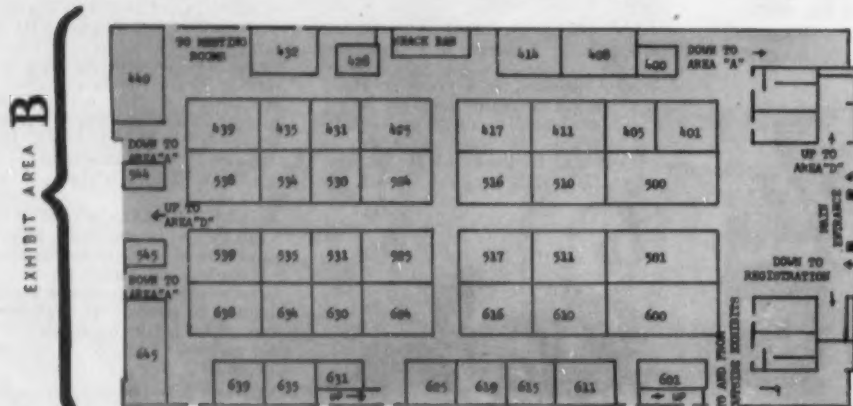 EXHIBIT AREA B
TO MEETING
ROOMS
432
428
SNACK BAR
414
408
400
DOWN TO
AREA "A"
440
439
435
431
425
417
411
405
401
DOWN TO
AREA "A"
544
538
534
530
524
516
510
500
UP TO
AREA "D"
UP TO
AREA "D"
MAIN
ENTRANCE
545
539
535
531
525
517
511
501
DOWN TO
AREA "A"
DOWN TO
REGISTRATION
638
634
630
624
616
610
600
645
TO AND FROM
OUTSIDE EXHIBITS
639
635
631
UP
625
619
615
611
601
UP